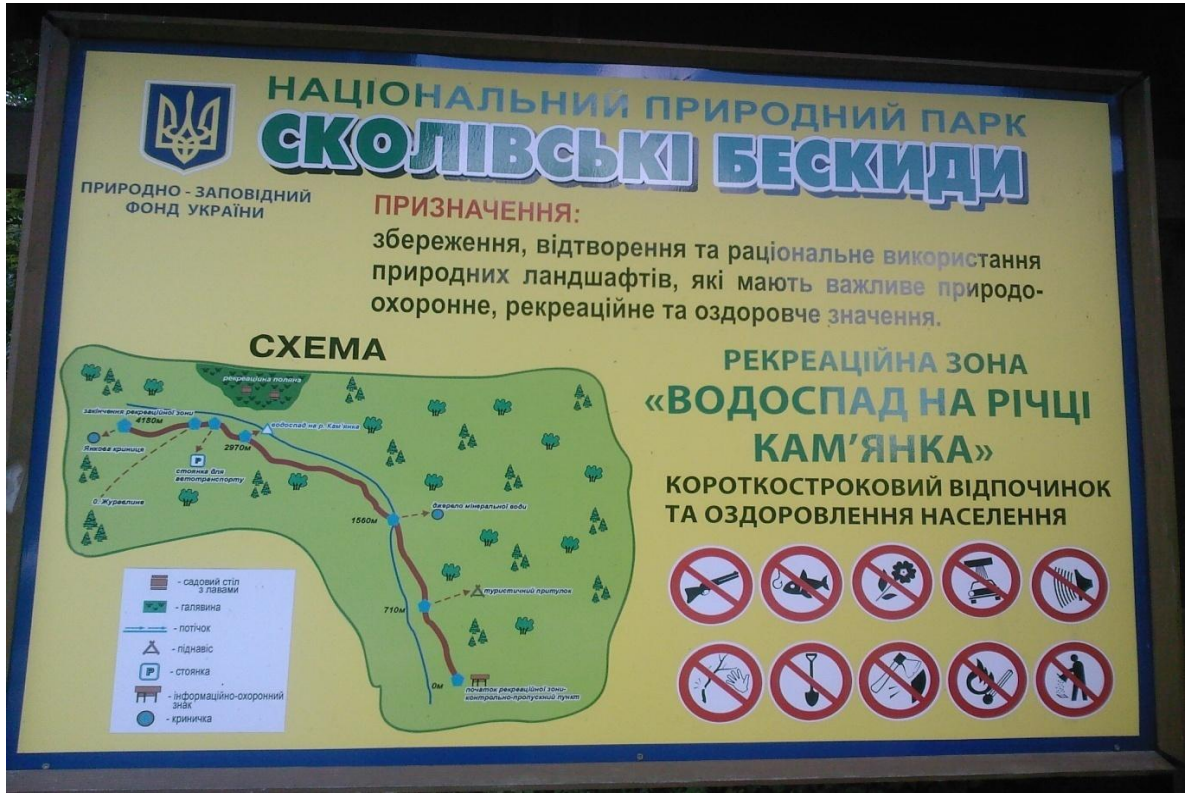 НАЦІОНАЛЬНИЙ ПРИРОДНИЙ ПАРК
СКОЛІВСЬКІ БЕСКИДИ
ПРИРОДНО - ЗАПОВІДНИЙ
ФОНД УКРАЇНИ
ПРИЗНАЧЕННЯ:
збереження, відтворення та раціональне використання
природних ландшафтів, які мають важливе природо-
охоронне, рекреаційне та оздоровче значення.
СХЕМА
рекреаційна поляна
закінчення рекреаційної зони
4180м
водоспад на р. Кам'янка
Янкова криниця
2970м
стоянка для
автотранспорту
P
О. Журавлине
1560м
джерело мінеральної води
710м
туристичний притулок
0м
початок рекреаційної зони-
контрольно-пропускний пункт
- садовий стіл
з лавами
- галявина
- потічок
- піднавіс
P - стоянка
- інформаційно-охоронний
знак
- криничка
РЕКРЕАЦІЙНА ЗОНА
«ВОДОСПАД НА РІЧЦІ
КАМ’ЯНКА»
КОРОТКОСТРОКОВИЙ ВІДПОЧИНОК
ТА ОЗДОРОВЛЕННЯ НАСЕЛЕННЯ